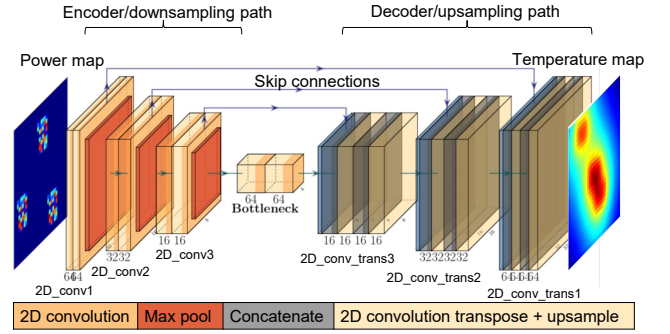 Encoder/downsampling path
Decoder/upsampling path
Power map
Temperature map
Skip connections
64 64
2D_conv1
32 32
2D_conv2
16 16
2D_conv3
64 64
Bottleneck
16 16 16 16
2D_conv_trans3
32 32 32 32
2D_conv_trans2
64 64 64 64
2D_conv_trans1
2D convolution
Max pool
Concatenate
2D convolution transpose + upsample